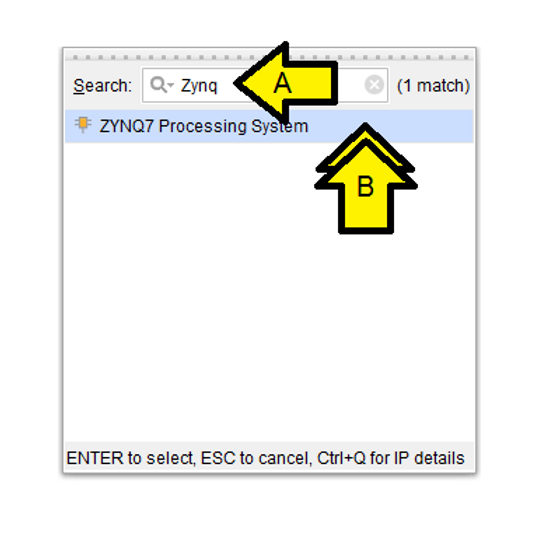 Search: Zynq A (1 match)
ZYNQ7 Processing System
B
ENTER to select, ESC to cancel, Ctrl+Q for IP details